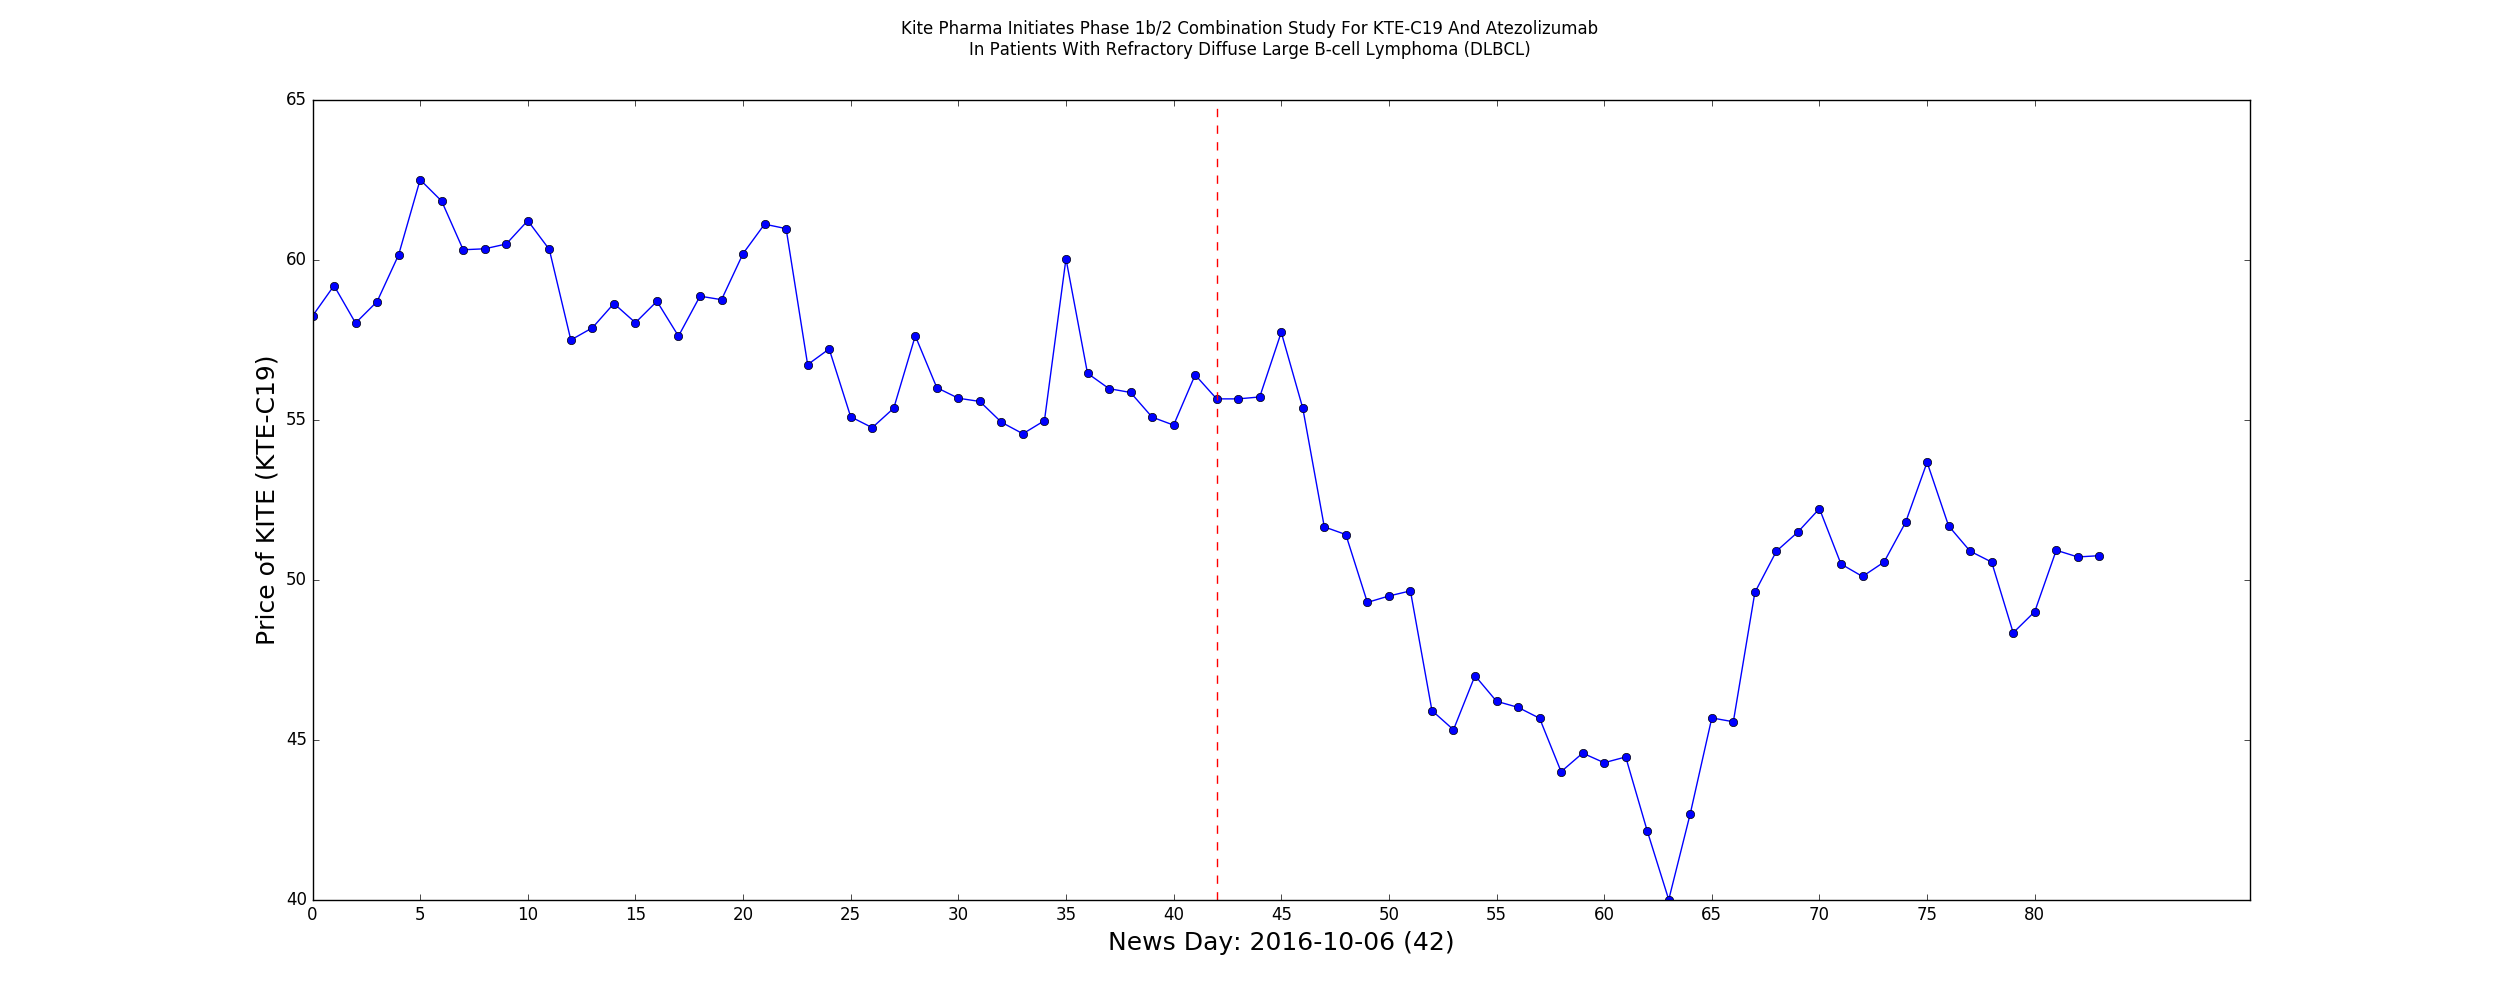 Kite Pharma Initiates Phase 1b/2 Combination Study For KTE-C19 And Atezolizumab
In Patients With Refractory Diffuse Large B-cell Lymphoma (DLBCL)
65
60
55
50
45
40
Price of KITE (KTE-C19)
0 5 10 15 20 25 30 35 40 45 50 55 60 65 70 75 80
News Day: 2016-10-06 (42)